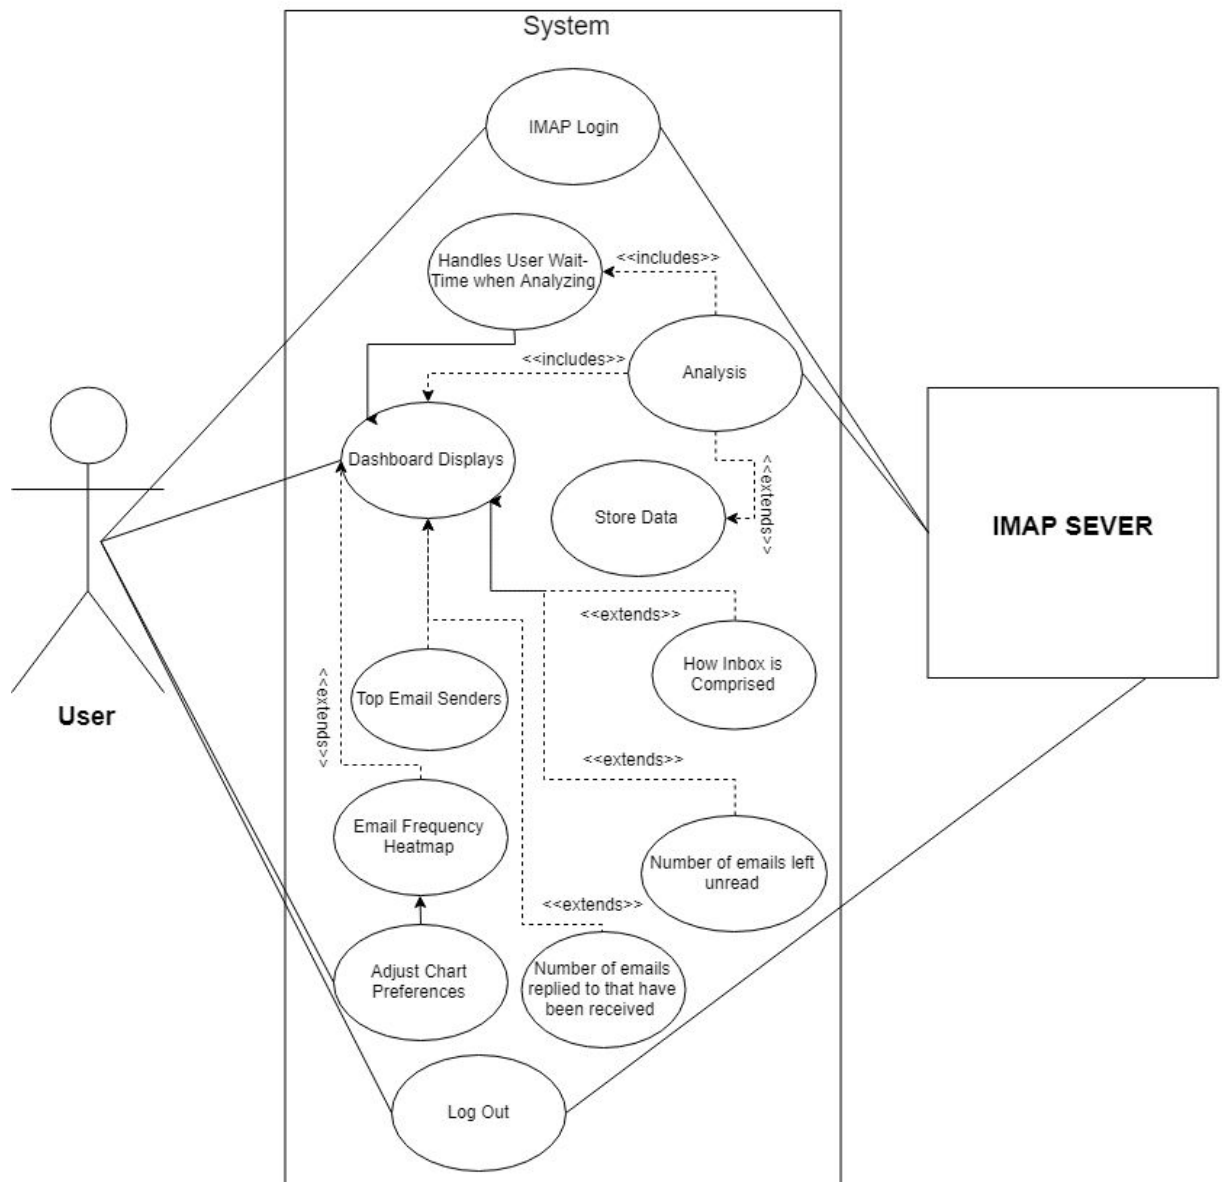 System
IMAP Login
Handles User Wait-
Time when Analyzing
<<includes>>
<<includes>>
Analysis
Dashboard Displays
<<extends>>
Store Data
IMAP SEVER
<<extends>>
How Inbox is
Comprised
<<extends>>
Top Email Senders
User
<<extends>>
Email Frequency
Heatmap
Number of emails left
unread
<<extends>>
Adjust Chart
Preferences
Number of emails
replied to that have
been received
Log Out